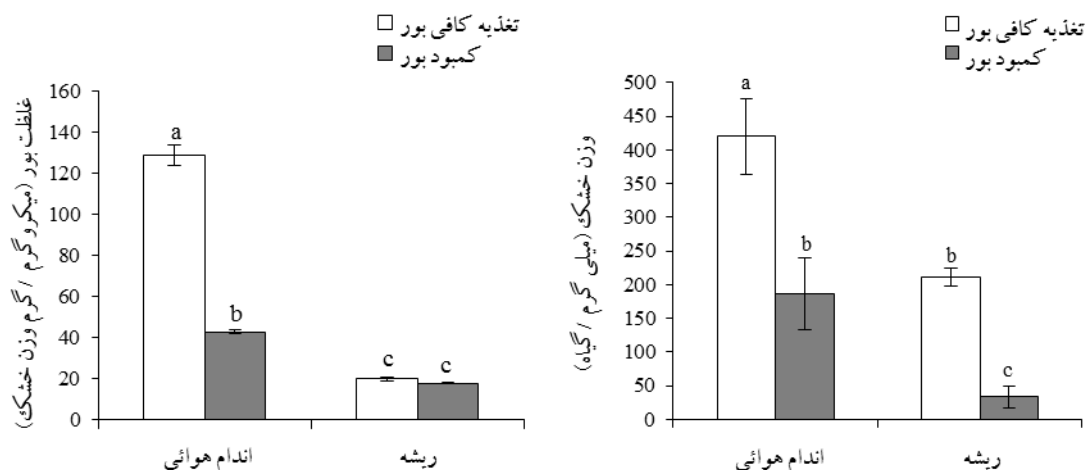 تغذیه کافی بور
کمبود بور
غلظت بور (میکروگرم / گرم وزن خشک)
160
140
120
100
80
60
40
20
0
a
b
c
c
اندام هوائی
ریشه
تغذیه کافی بور
کمبود بور
وزن خشک (میلی گرم / گیاه)
500
450
400
350
300
250
200
150
100
50
0
a
b
b
c
اندام هوائی
ریشه